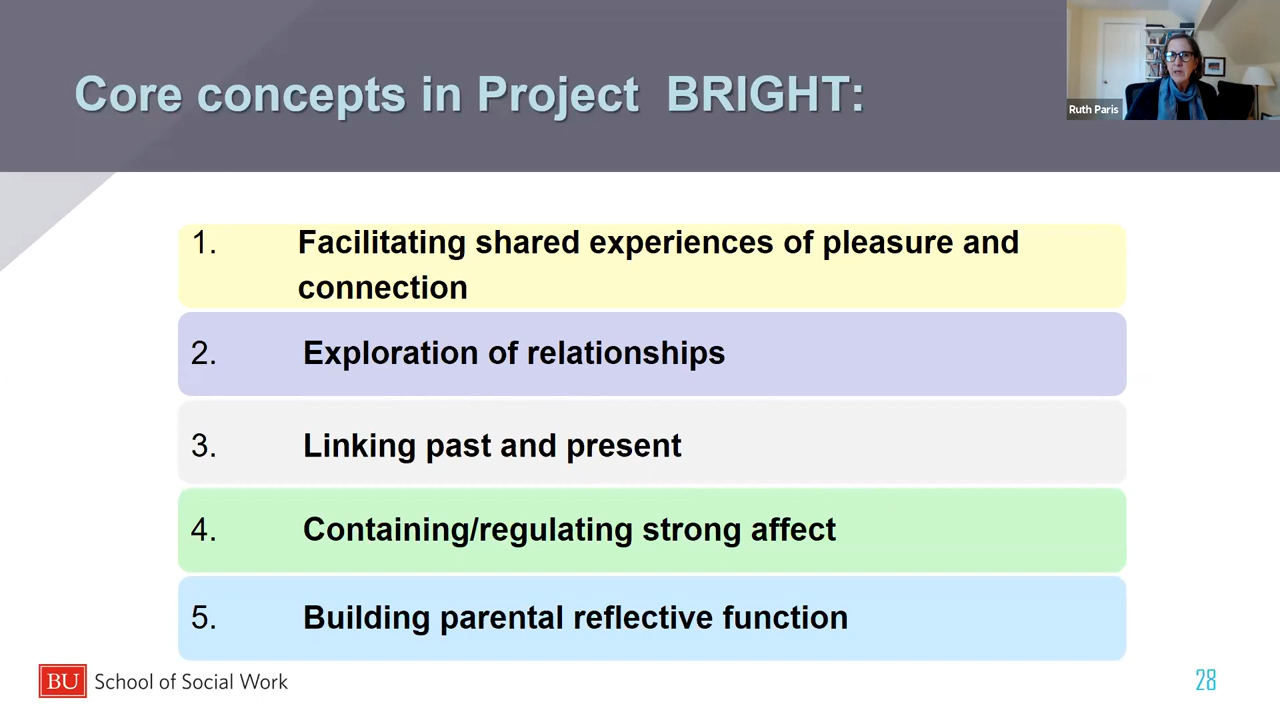 Core concepts in Project BRIGHT:
Ruth Paris
1. Facilitating shared experiences of pleasure and
connection
2. Exploration of relationships
3. Linking past and present
4. Containing/regulating strong affect
5. Building parental reflective function
BU School of Social Work
28